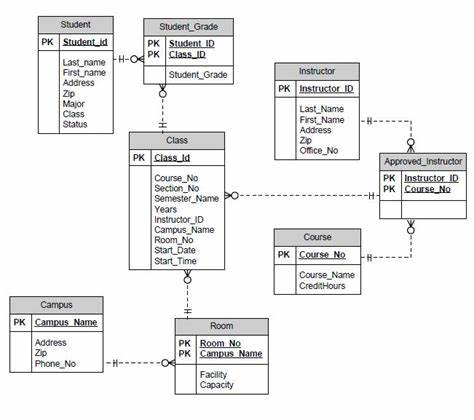 Student
PK Student_id
Last_name
First_name
Address
Zip
Major
Class
Status
Student_Grade
PK Student_ID
PK Class_ID
Student_Grade
Instructor
PK Instructor_ID
Last_Name
First_Name
Address
Zip
Office_No
Class
PK Class_Id
Course_No
Section_No
Semester_Name
Years
Instructor_ID
Campus_Name
Room_No
Start_Date
Start_Time
Approved_Instructor
PK Instructor_ID
PK Course_No
Course
PK Course_No
Course_Name
CreditHours
Campus
PK Campus_Name
Address
Zip
Phone_No
Room
PK Room_No
PK Campus_Name
Facility
Capacity